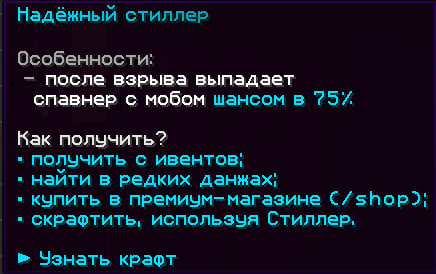 Надёжный стиллер
Особенности:
– после взрыва выпадает
спавнер с мобом шансом в 75%
Как получить?
• получить с ивентов;
• найти в редких данжах;
• купить в премиум-магазине (/shop);
• скрафтить, используя Стиллер.
► Узнать крафт